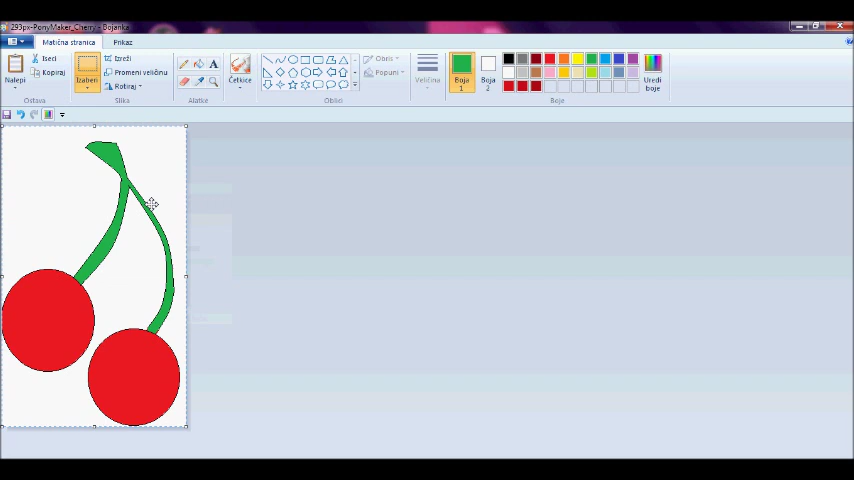 293px-PonyMaker_Cherry - Bojanka
Matična stranica Prikaz
Nalepi Iseci Kopiraj
Izaberi Izreži Promeni veličinu Rotiraj
A
Četkice
Obris Popuni
Veličina
Boja 1 Boja 2
Uredi boje
Ostava Slika Alatke Oblici Boje